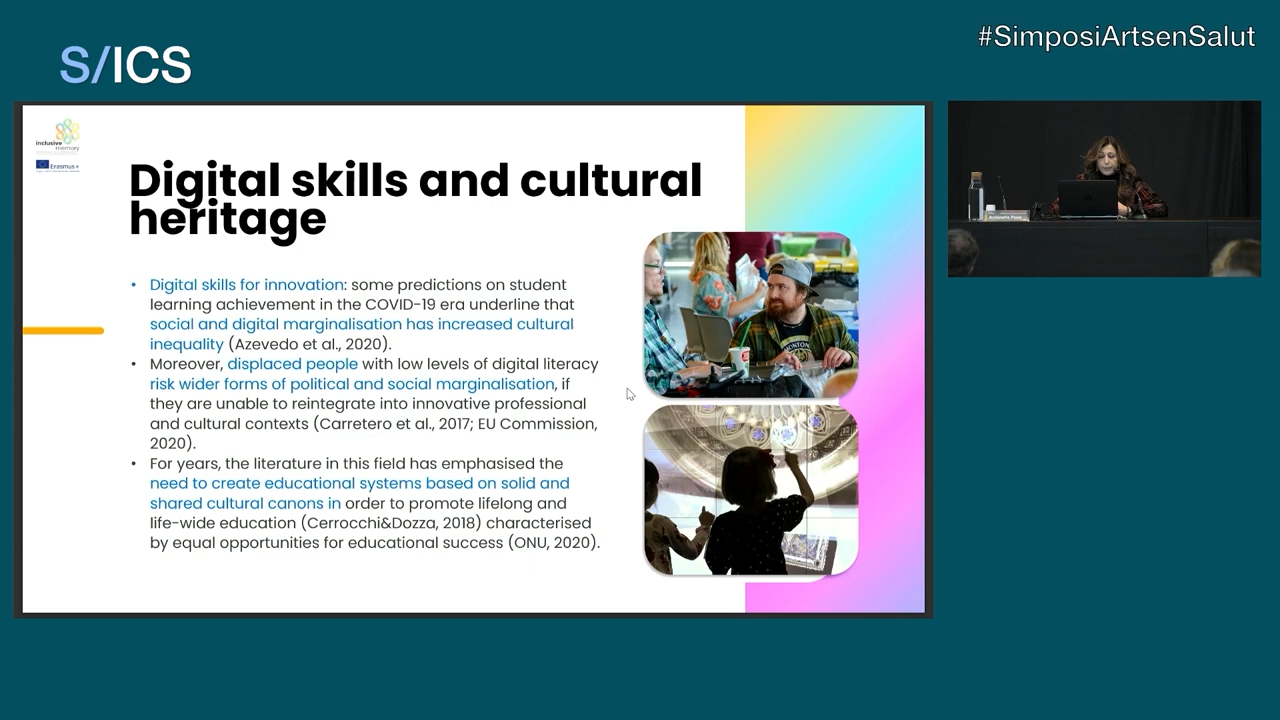 #SimposiArtsenSalut
S/ICS
inclusive
memory
Erasmus+
Digital skills and cultural
heritage
• Digital skills for innovation: some predictions on student
learning achievement in the COVID-19 era underline that
social and digital marginalisation has increased cultural
inequality (Azevedo et al., 2020).
• Moreover, displaced people with low levels of digital literacy
risk wider forms of political and social marginalisation, if
they are unable to reintegrate into innovative professional
and cultural contexts (Carretero et al., 2017; EU Commission,
2020).
• For years, the literature in this field has emphasised the
need to create educational systems based on solid and
shared cultural canons in order to promote lifelong and
life-wide education (Cerrocchi&Dozza, 2018) characterised
by equal opportunities for educational success (ONU, 2020).